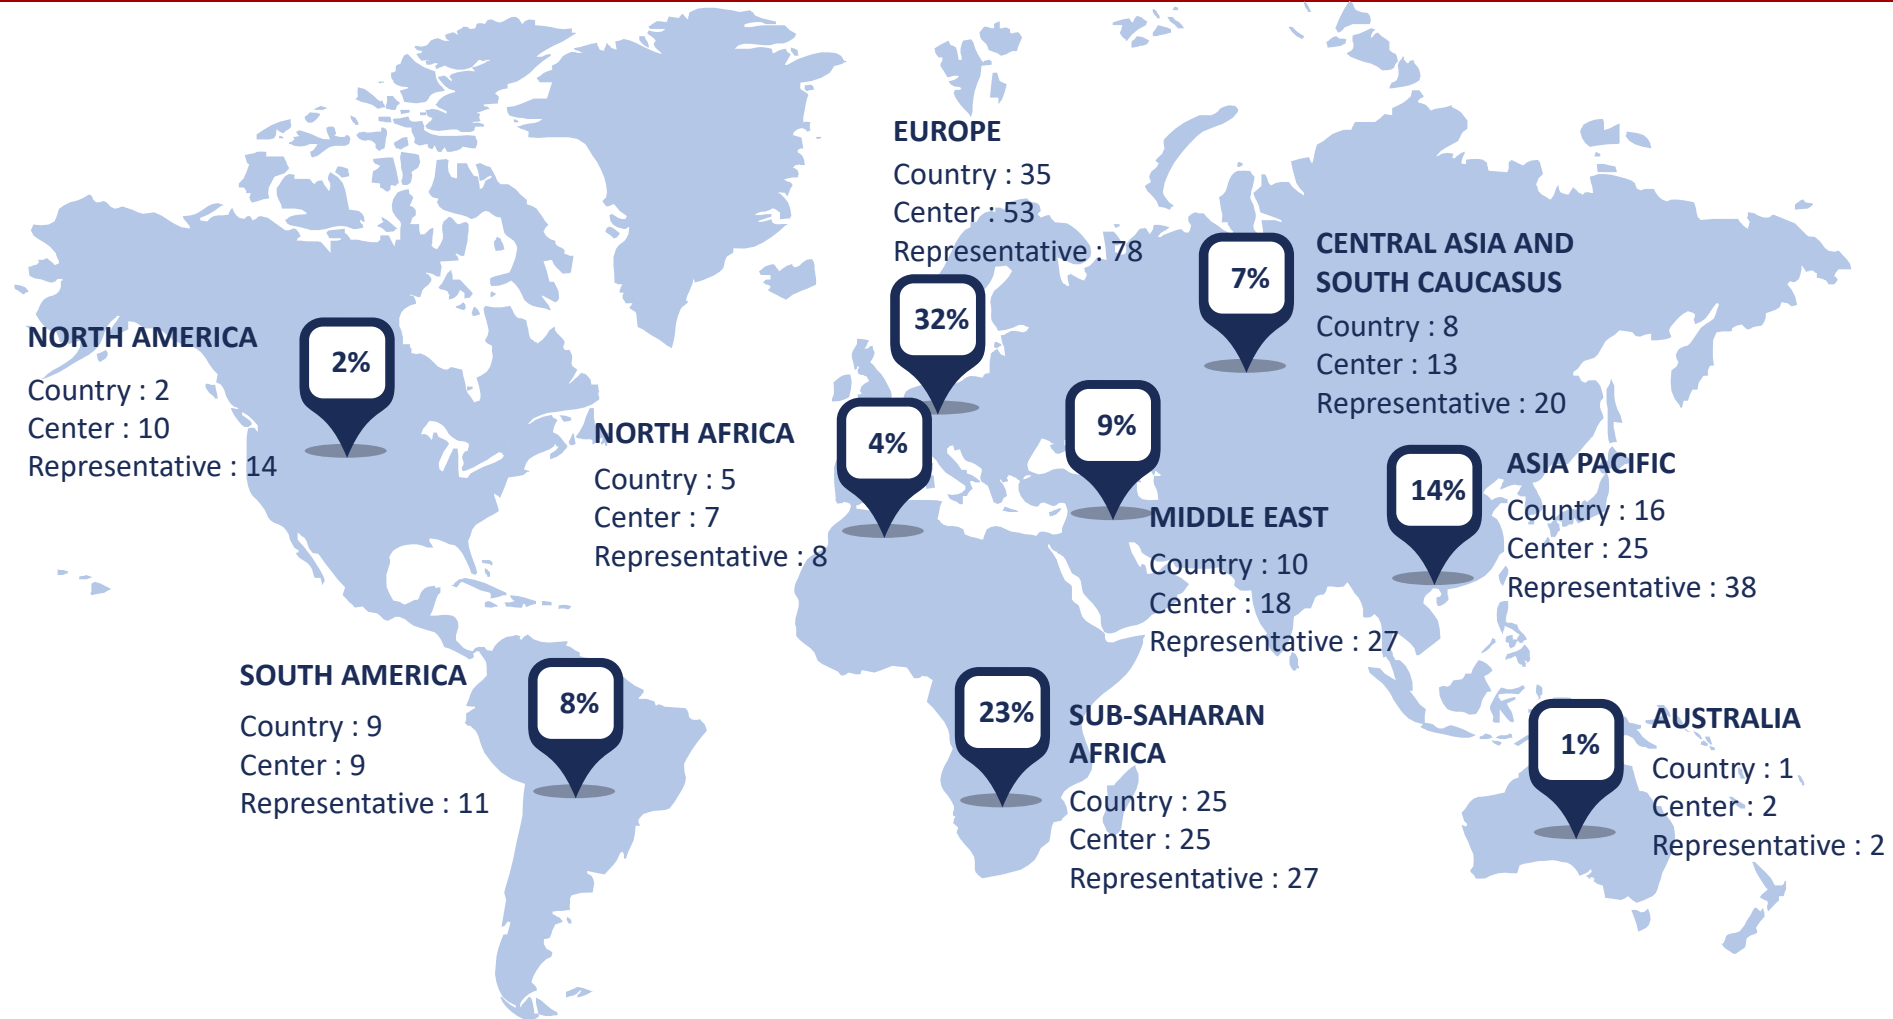 EUROPE
Country : 35
Center : 53
Representative : 78
32%
7%
CENTRAL ASIA AND
SOUTH CAUCASUS
Country : 8
Center : 13
Representative : 20
NORTH AMERICA
Country : 2
Center : 10
Representative : 14
2%
NORTH AFRICA
Country : 5
Center : 7
Representative : 8
4%
9%
MIDDLE EAST
Country : 10
Center : 18
Representative : 27
14%
ASIA PACIFIC
Country : 16
Center : 25
Representative : 38
SOUTH AMERICA
Country : 9
Center : 9
Representative : 11
8%
23%
SUB-SAHARAN
AFRICA
Country : 25
Center : 25
Representative : 27
1%
AUSTRALIA
Country : 1
Center : 2
Representative : 2